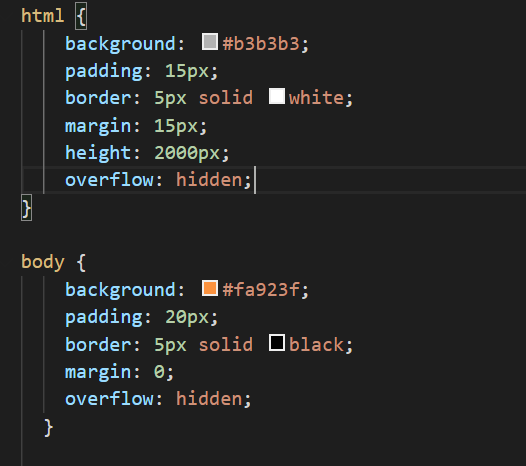 html {
    background: #b3b3b3;
    padding: 15px;
    border: 5px solid white;
    margin: 15px;
    height: 2000px;
    overflow: hidden;
}
body {
    background: #fa923f;
    padding: 20px;
    border: 5px solid black;
    margin: 0;
    overflow: hidden;
  }